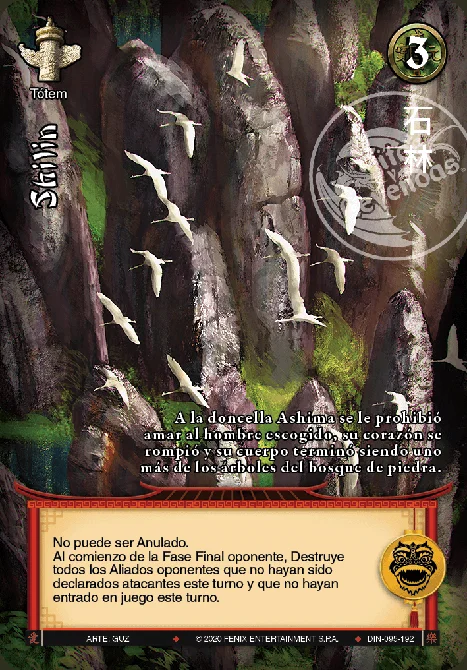 3
Tótem
Shilin
石林
A la doncella Ashima se le prohibió
amar al hombre escogido, su corazón se
rompió y su cuerpo terminó siendo uno
más de los árboles del bosque de piedra.
No puede ser Anulado.
Al comienzo de la Fase Final oponente, Destruye
todos los Aliados oponentes que no hayan sido
declarados atacantes este turno y que no hayan
entrado en juego este turno.
ARTE: GUZ ◆ © 2020 FENIX ENTERTAINMENT S.P.A. ◆ DIN-095-192